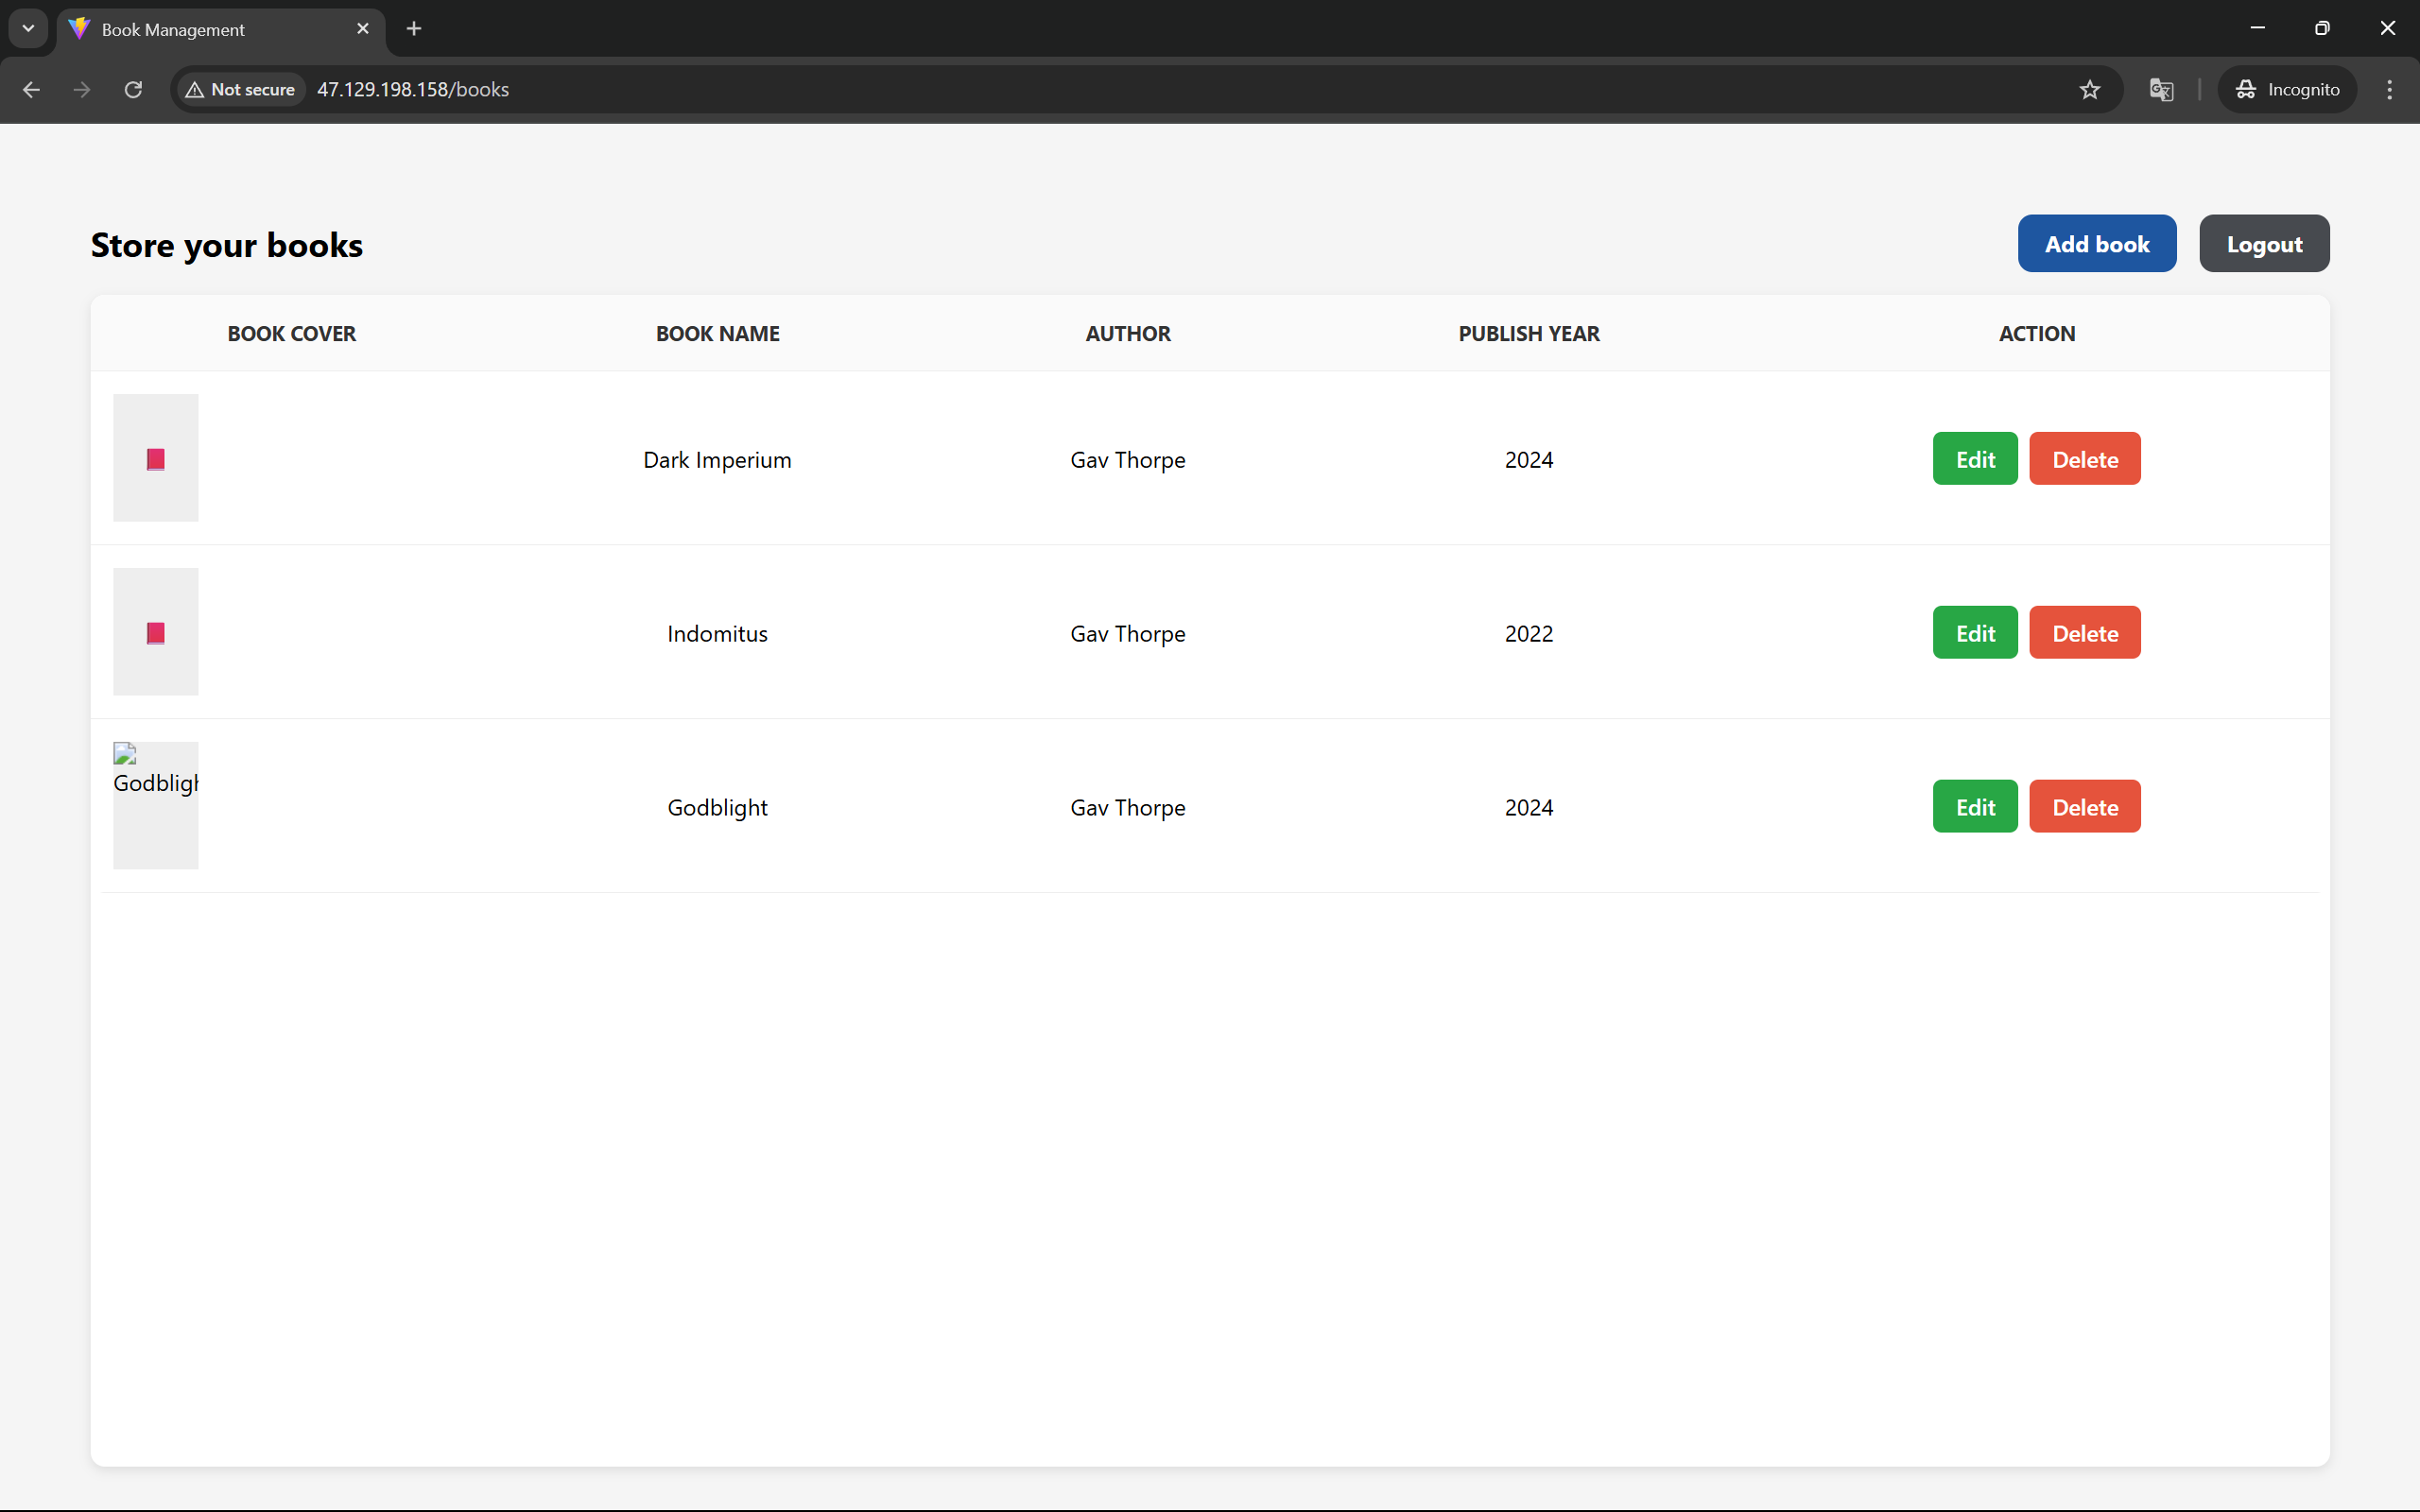 Book Management
Not secure 47.129.198.158/books
Incognito
Store your books
Add book Logout
BOOK COVER BOOK NAME AUTHOR PUBLISH YEAR ACTION
Dark Imperium Gav Thorpe 2024 Edit Delete
Indomitus Gav Thorpe 2022 Edit Delete
Godbligh
Godblight Gav Thorpe 2024 Edit Delete